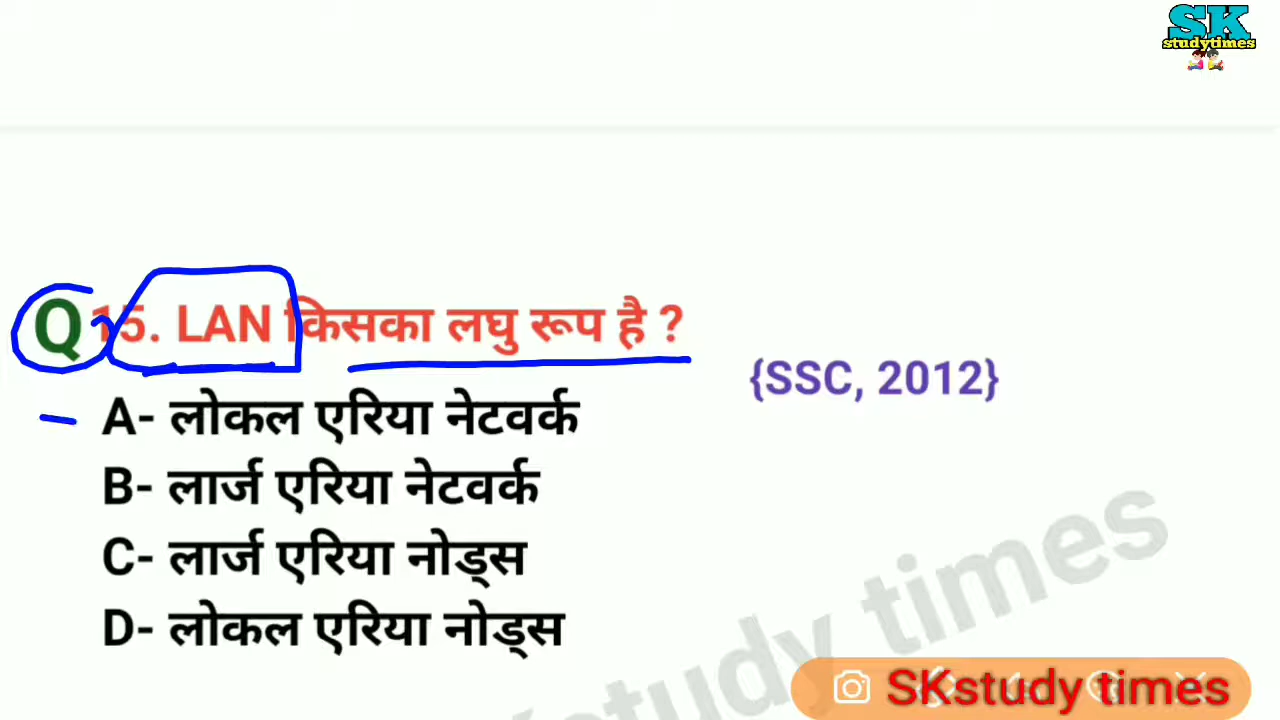 SK
studytimes
Q 15. LAN किसका लघु रूप है ?
{SSC, 2012}
A- लोकल एरिया नेटवर्क
B- लार्ज एरिया नेटवर्क
C- लार्ज एरिया नोड्स
D- लोकल एरिया नोड्स
SKstudy times
SKstudy times